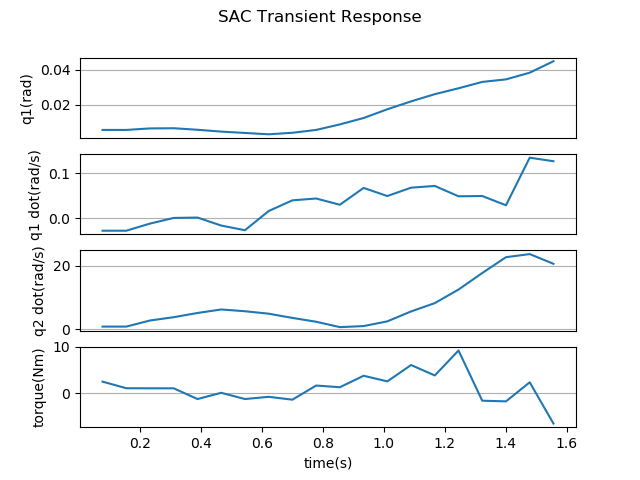 SAC Transient Response
0.04
0.02
q1(rad)
0.1
0.0
q1 dot(rad/s)
20
0
q2 dot(rad/s)
10
0
torque(Nm)
0.2 0.4 0.6 0.8 1.0 1.2 1.4 1.6
time(s)